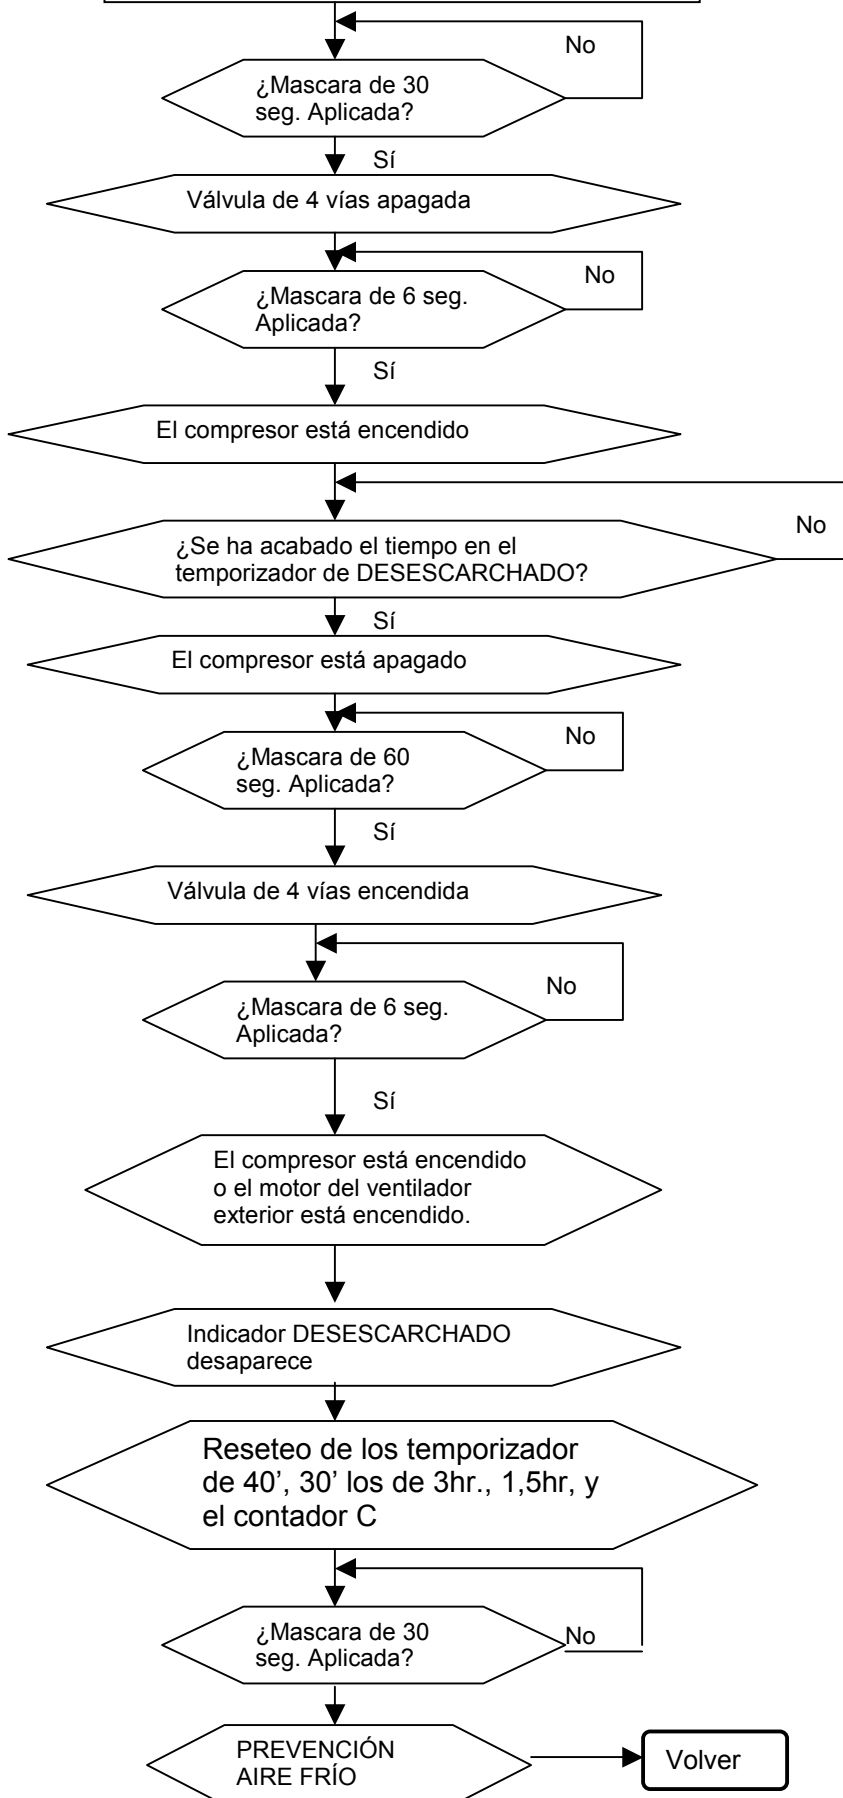 No
¿Mascara de 30
seg. Aplicada?
Sí
Válvula de 4 vías apagada
No
¿Mascara de 6 seg.
Aplicada?
Sí
El compresor está encendido
No
¿Se ha acabado el tiempo en el
temporizador de DESESCARCHADO?
Sí
El compresor está apagado
No
¿Mascara de 60
seg. Aplicada?
Sí
Válvula de 4 vías encendida
No
¿Mascara de 6 seg.
Aplicada?
Sí
El compresor está encendido
o el motor del ventilador
exterior está encendido.
Indicador DESESCARCHADO
desaparece
Reseteo de los temporizador
de 40’, 30’ los de 3hr., 1,5hr, y
el contador C
¿Mascara de 30
seg. Aplicada?
No
PREVENCIÓN
AIRE FRÍO
Volver